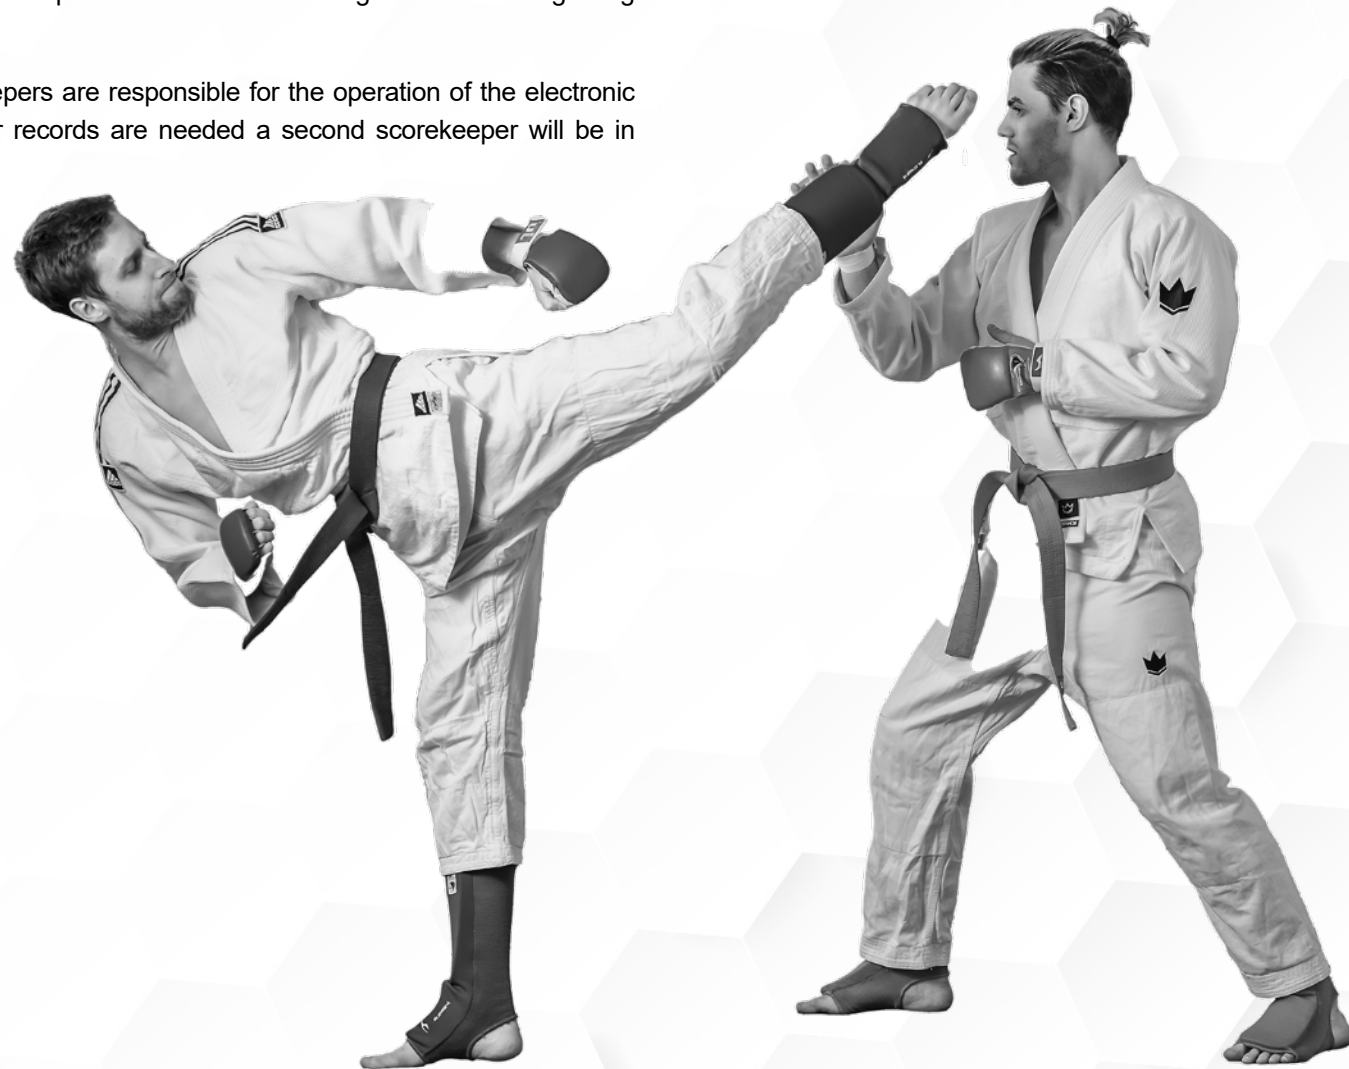 epers are responsible for the operation of the electronic
r records are needed a second scorekeeper will be in